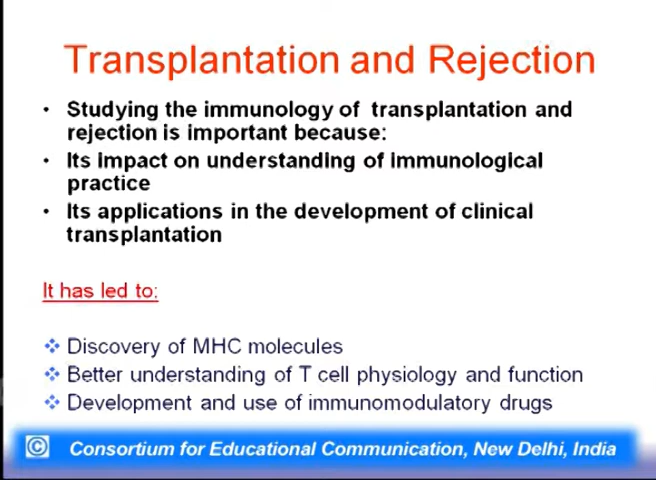 Transplantation and Rejection
• Studying the immunology of transplantation and
rejection is important because:
• Its impact on understanding of immunological
practice
• Its applications in the development of clinical
transplantation
It has led to:
❖ Discovery of MHC molecules
❖ Better understanding of T cell physiology and function
❖ Development and use of immunomodulatory drugs
© Consortium for Educational Communication, New Delhi, India